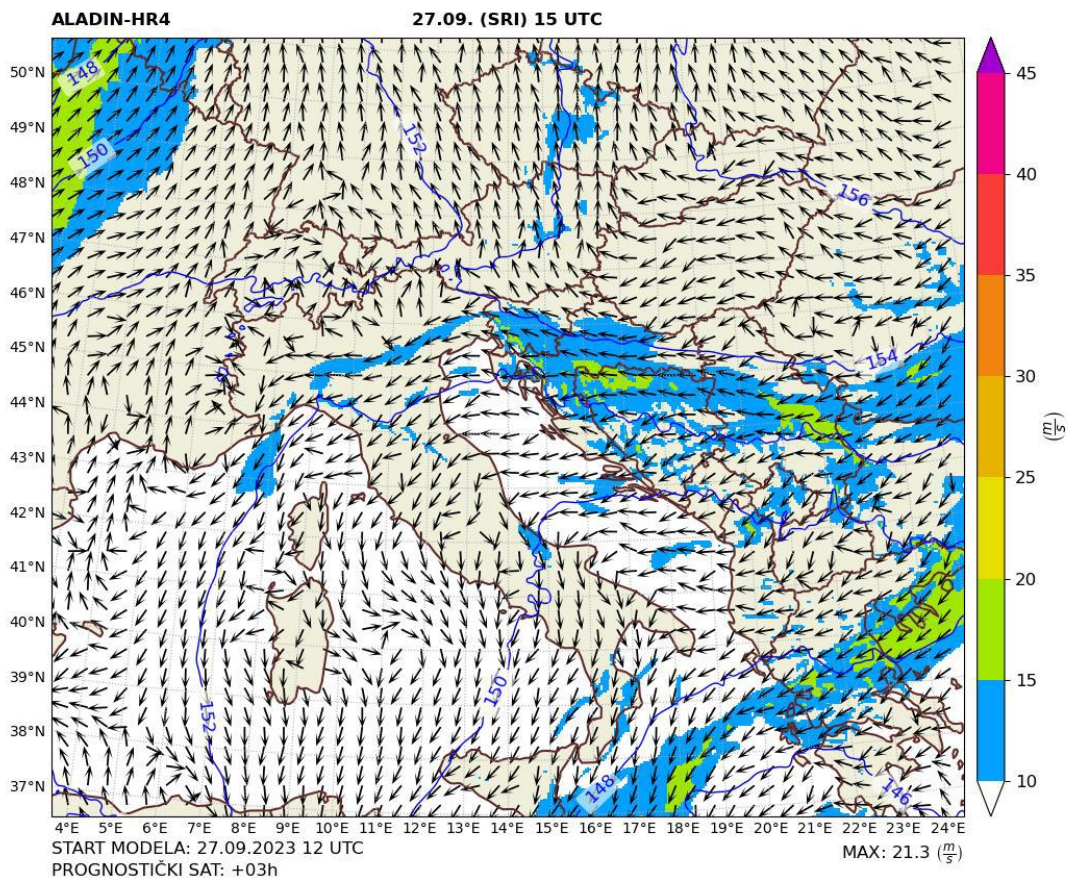 ALADIN-HR4 27.09. (SRI) 15 UTC
50°N
49°N
48°N
47°N
46°N
45°N
44°N
43°N
42°N
41°N
40°N
39°N
38°N
37°N
148
150
152
156
154
152
150
148
146
45
40
35
30
25
20
15
10
(m/s)
4°E 5°E 6°E 7°E 8°E 9°E 10°E 11°E 12°E 13°E 14°E 15°E 16°E 17°E 18°E 19°E 20°E 21°E 22°E 23°E 24°E
START MODELA: 27.09.2023 12 UTC MAX: 21.3 (m/s)
PROGNOSTIČKI SAT: +03h